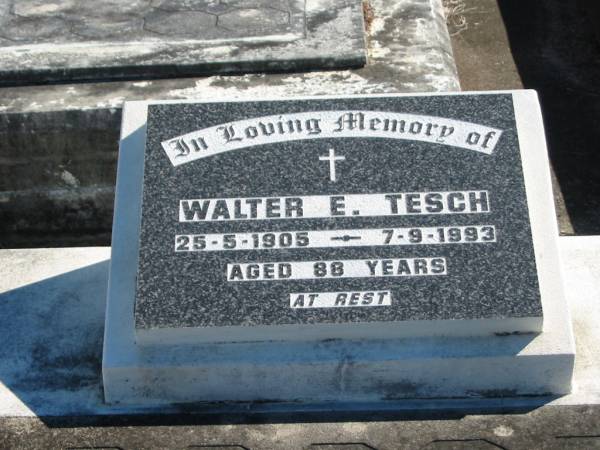 In Loving Memory of
WALTER E. TESCH
25-5-1905 — 7-9-1993
AGED 88 YEARS
AT REST